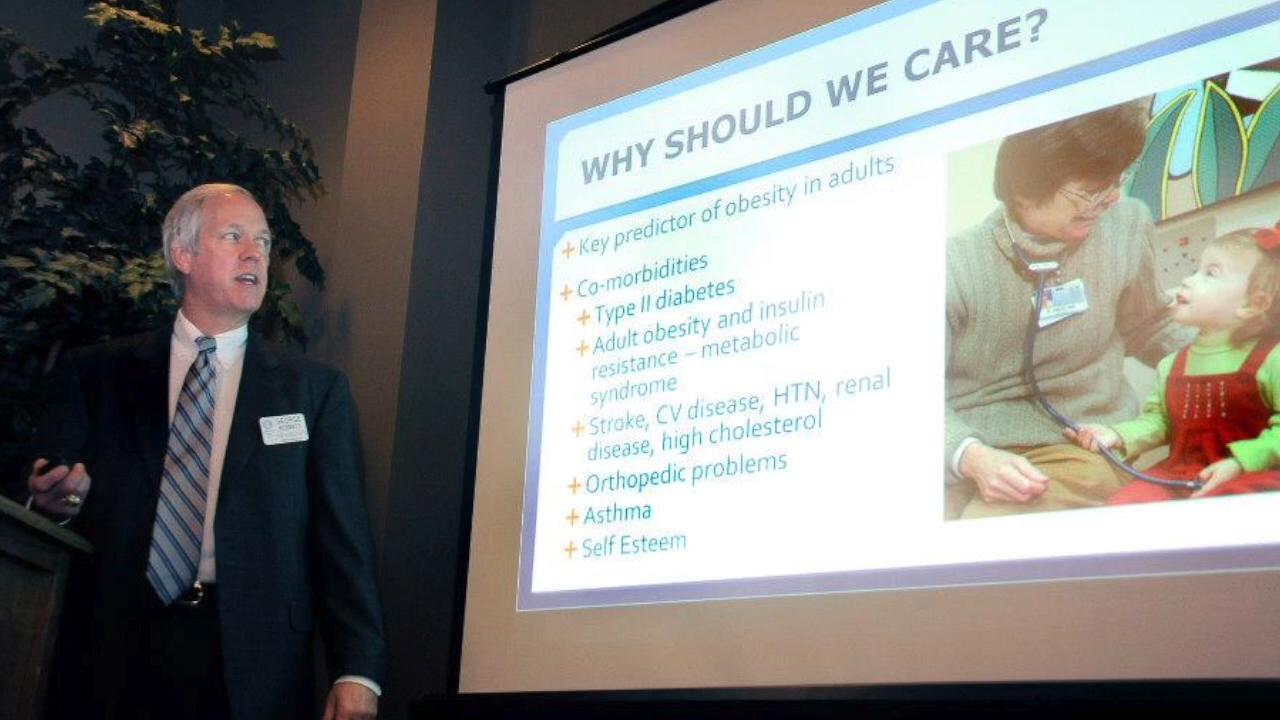 WHY SHOULD WE CARE?
+ Key predictor of obesity in adults
+ Co-morbidities
+ Type II diabetes
+ Adult obesity and insulin
resistance – metabolic
syndrome
+ Stroke, CV disease, HTN, renal
disease, high cholesterol
+ Orthopedic problems
+ Asthma
+ Self Esteem
GEORGE